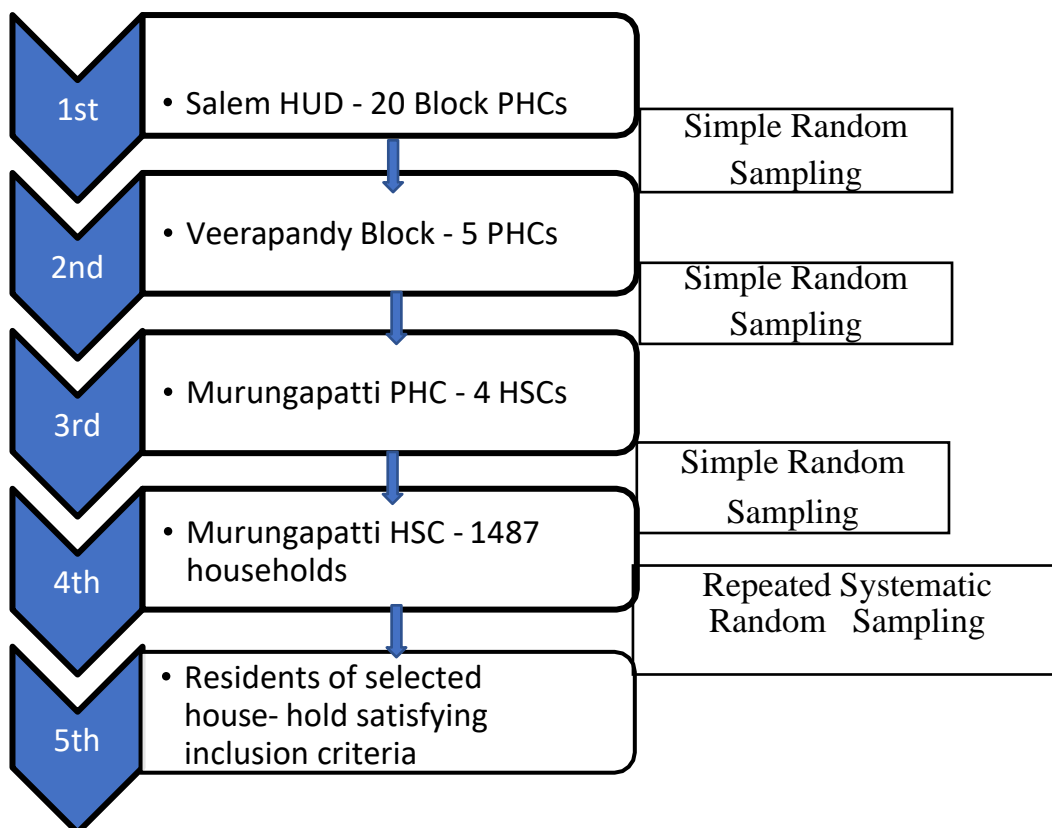 1st
• Salem HUD - 20 Block PHCs
Simple Random
Sampling
2nd
• Veerapandy Block - 5 PHCs
Simple Random
Sampling
3rd
• Murungapatti PHC - 4 HSCs
Simple Random
Sampling
4th
• Murungapatti HSC - 1487
households
Repeated Systematic
Random Sampling
5th
• Residents of selected
house- hold satisfying
inclusion criteria